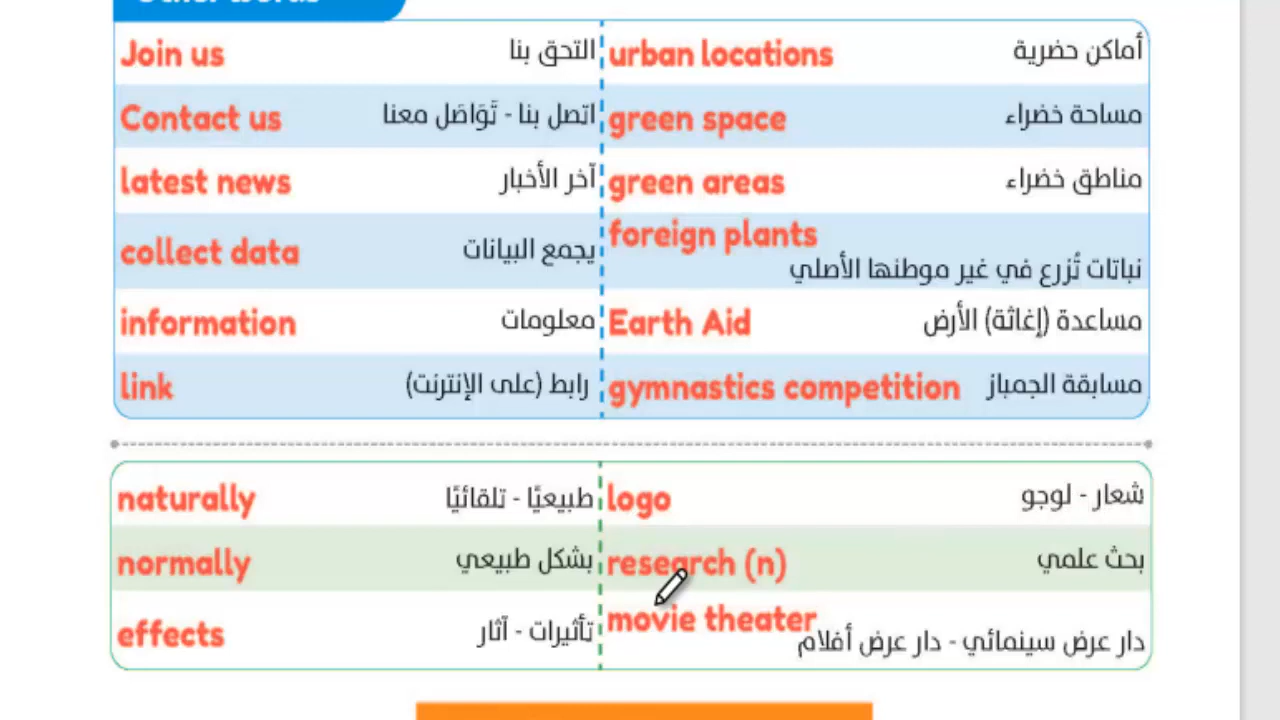 Other Words
Join us التحق بنا urban locations أماكن حضرية
Contact us اتصل بنا - تَوَاصَل معنا green space مساحة خضراء
latest news آخر الأخبار green areas مناطق خضراء
collect data يجمع البيانات foreign plants
نباتات تُزرع في غير موطنها الأصلي
information معلومات Earth Aid مساعدة (إغاثة) الأرض
link رابط (على الإنترنت) gymnastics competition مسابقة الجمباز
naturally طبيعيًا - تلقائيًا logo شعار - لوجو
normally بشكل طبيعي research (n) بحث علمي
effects تأثيرات - آثار movie theater
دار عرض سينمائي - دار عرض أفلام